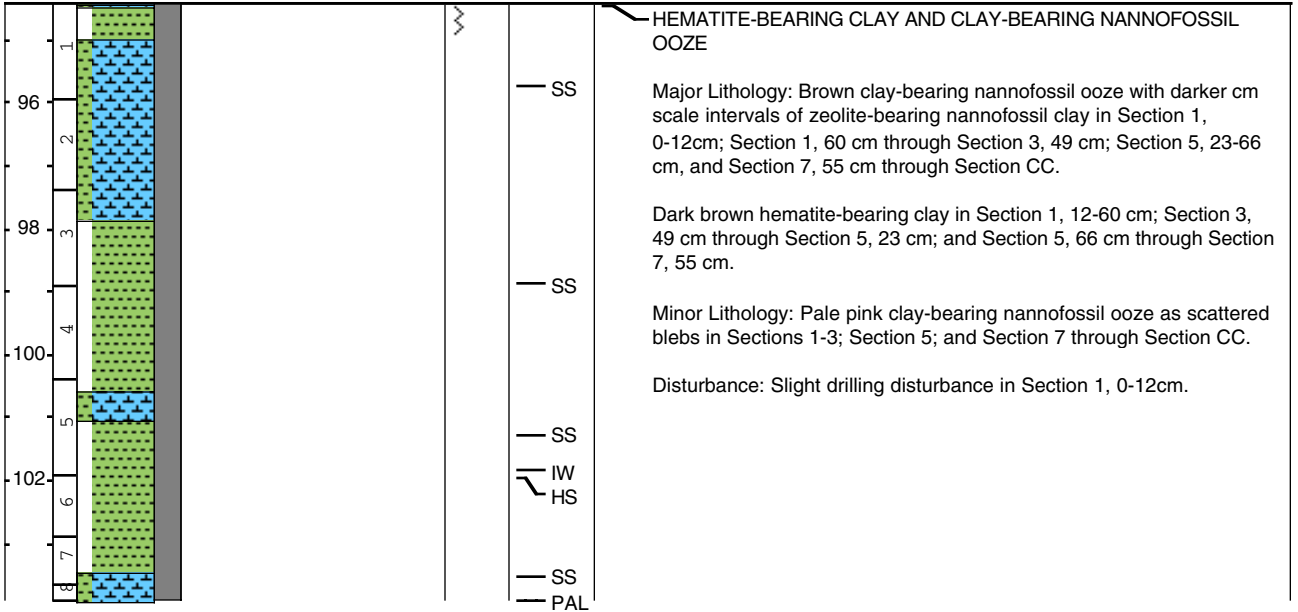 HEMATITE-BEARING CLAY AND CLAY-BEARING NANNOFOSSIL
OOZE
Major Lithology: Brown clay-bearing nannofossil ooze with darker cm
scale intervals of zeolite-bearing nannofossil clay in Section 1,
0-12cm; Section 1, 60 cm through Section 3, 49 cm; Section 5, 23-66
cm, and Section 7, 55 cm through Section CC.
Dark brown hematite-bearing clay in Section 1, 12-60 cm; Section 3,
49 cm through Section 5, 23 cm; and Section 5, 66 cm through Section
7, 55 cm.
Minor Lithology: Pale pink clay-bearing nannofossil ooze as scattered
blebs in Sections 1-3; Section 5; and Section 7 through Section CC.
Disturbance: Slight drilling disturbance in Section 1, 0-12cm.
96
98
100
102
1
2
3
4
5
6
7
8
SS
SS
SS
IW
HS
SS
PAL